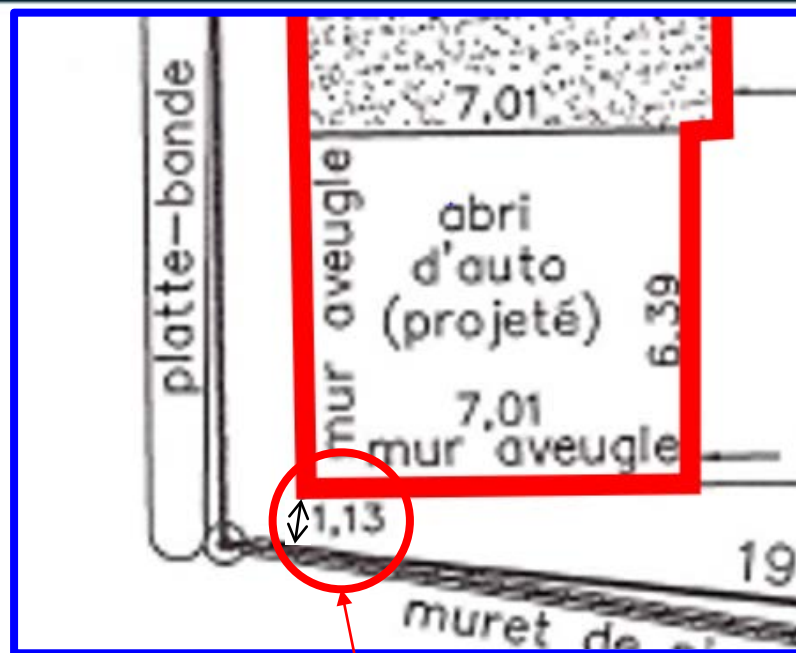 platte-bande
7,01
mur aveugle
abri
d'auto
(projeté)
6,39
7,01
mur aveugle
1,13
19
muret de